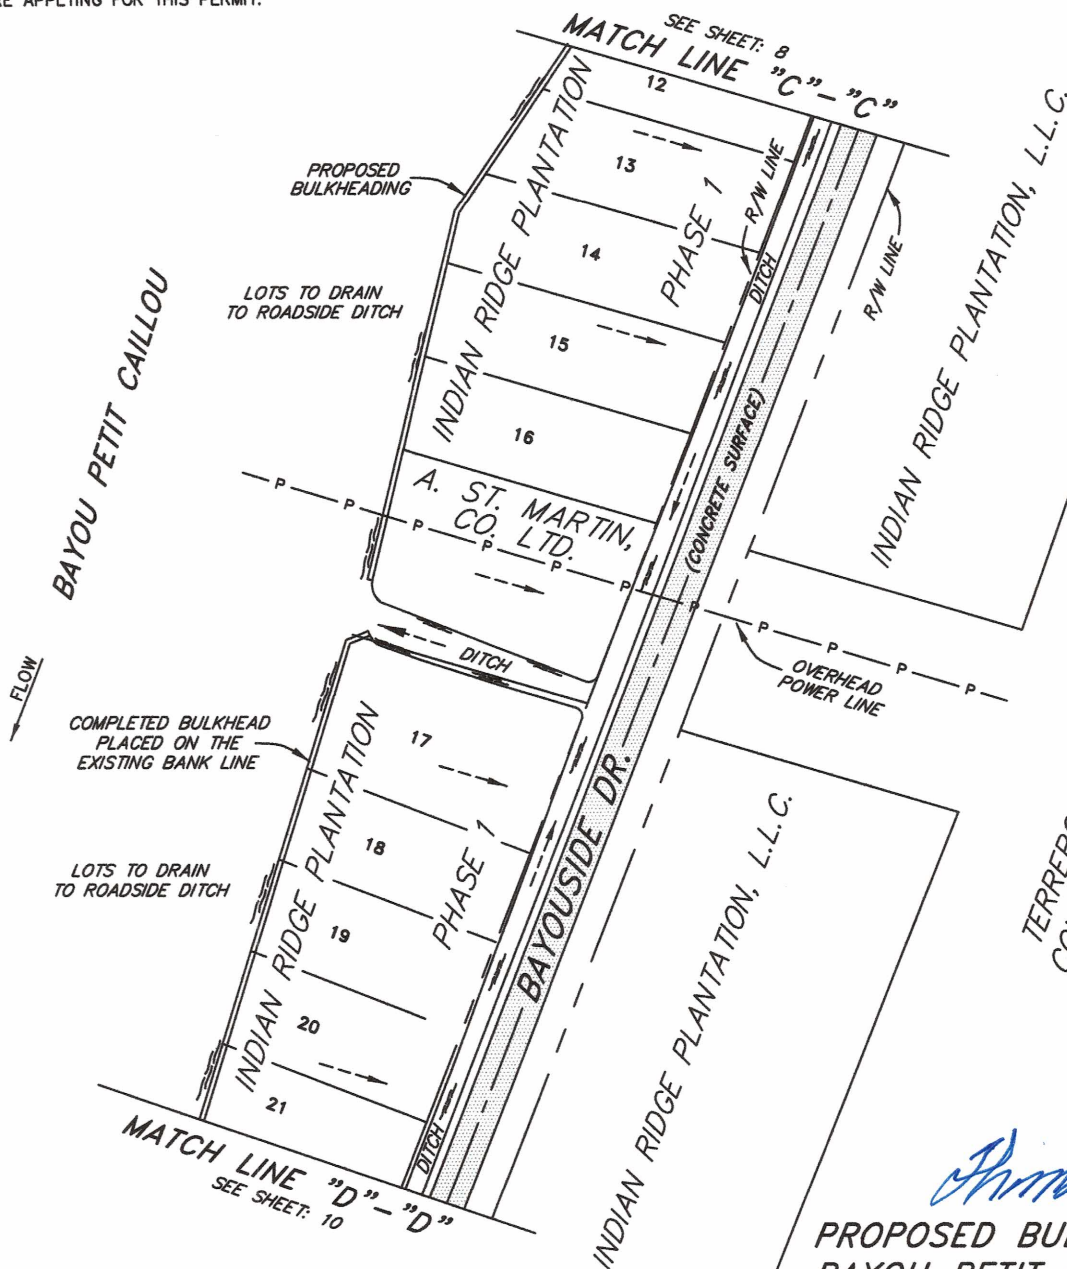 APPLYING FOR THIS PERMIT.
SEE SHEET: 8
MATCH LINE "C"-"C"
12
13
14
15
16
INDIAN RIDGE PLANTATION
PHASE 1
R/W LINE
DITCH
R/W LINE
INDIAN RIDGE PLANTATION, L.L.C.
PROPOSED
BULKHEADING
LOTS TO DRAIN
TO ROADSIDE DITCH
BAYOU PETIT CAILLOU
FLOW
A. ST. MARTIN,
CO. LTD.
P P P P P P P P P P
(CONCRETE SURFACE)
OVERHEAD
POWER LINE
DITCH
COMPLETED BULKHEAD
PLACED ON THE
EXISTING BANK LINE
LOTS TO DRAIN
TO ROADSIDE DITCH
17
18
19
20
21
INDIAN RIDGE PLANTATION
PHASE 1
BAYOUSIDE DR.
DITCH
INDIAN RIDGE PLANTATION, L.L.C.
MATCH LINE "D"-"D"
SEE SHEET: 10
PROPOSED